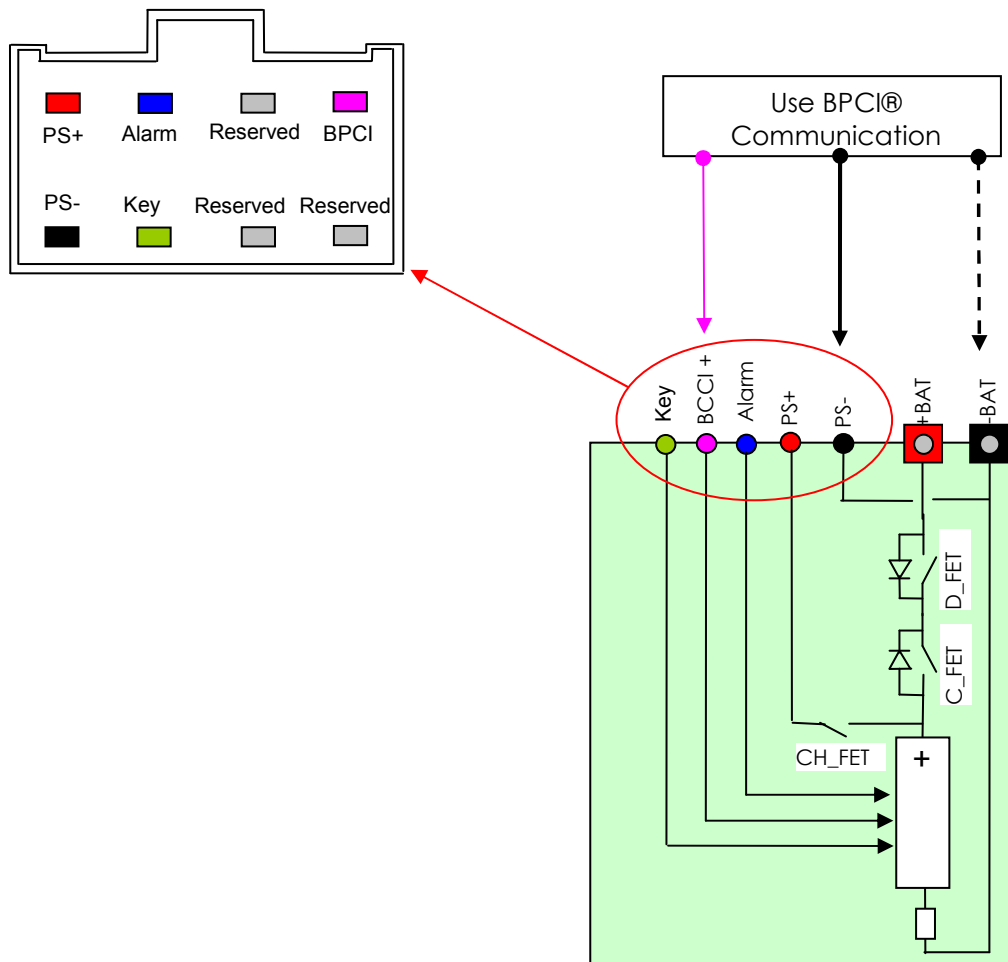 PS+ Alarm Reserved BPCI
PS- Key Reserved Reserved
Use BPCI®
Communication
Key
BCCI +
Alarm
PS+
PS-
+BAT
-BAT
D_FET
C_FET
CH_FET
+